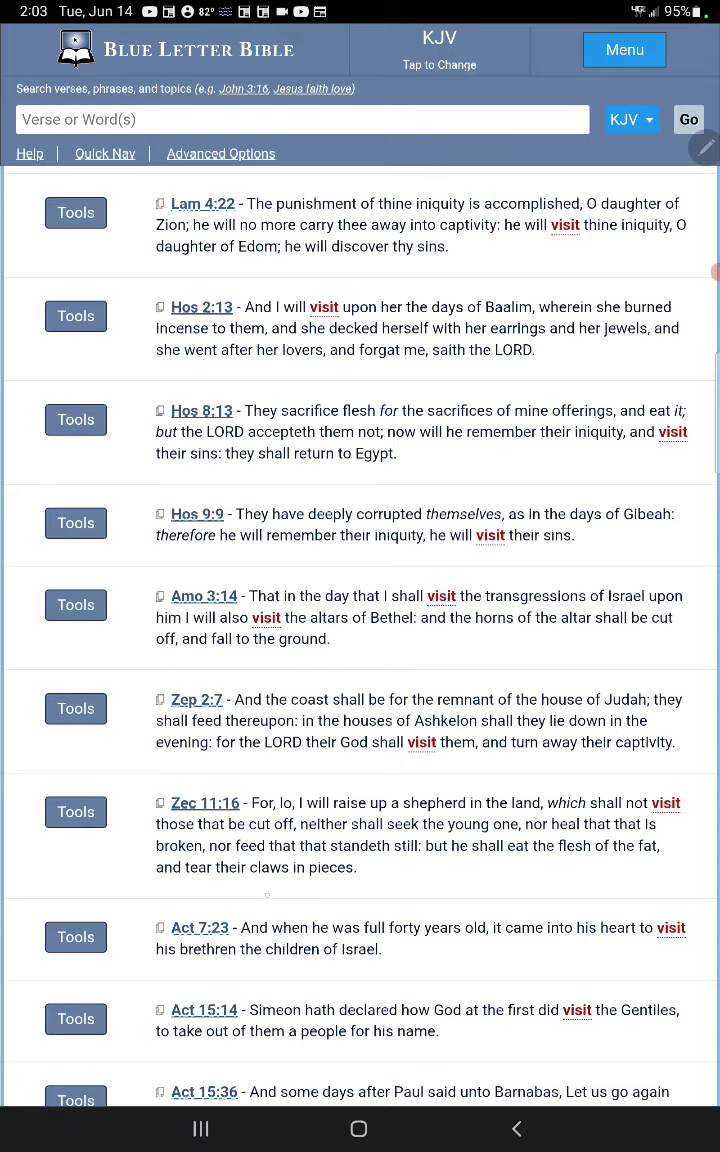 2:03 Tue, Jun 14 82° 95%
BLUE LETTER BIBLE
KJV
Tap to Change
Menu
Search verses, phrases, and topics (e.g. John 3:16, Jesus faith love)
Verse or Word(s)
KJV
Go
Help | Quick Nav | Advanced Options
Tools
Lam 4:22 - The punishment of thine iniquity is accomplished, O daughter of
Zion; he will no more carry thee away into captivity: he will visit thine iniquity, O
daughter of Edom; he will discover thy sins.
Tools
Hos 2:13 - And I will visit upon her the days of Baalim, wherein she burned
incense to them, and she decked herself with her earrings and her jewels, and
she went after her lovers, and forgat me, saith the LORD.
Tools
Hos 8:13 - They sacrifice flesh for the sacrifices of mine offerings, and eat it;
but the LORD accepteth them not; now will he remember their iniquity, and visit
their sins: they shall return to Egypt.
Tools
Hos 9:9 - They have deeply corrupted themselves, as in the days of Gibeah:
therefore he will remember their iniquity, he will visit their sins.
Tools
Amo 3:14 - That in the day that I shall visit the transgressions of Israel upon
him I will also visit the altars of Bethel: and the horns of the altar shall be cut
off, and fall to the ground.
Tools
Zep 2:7 - And the coast shall be for the remnant of the house of Judah; they
shall feed thereupon: in the houses of Ashkelon shall they lie down in the
evening: for the LORD their God shall visit them, and turn away their captivity.
Tools
Zec 11:16 - For, lo, I will raise up a shepherd in the land, which shall not visit
those that be cut off, neither shall seek the young one, nor heal that that is
broken, nor feed that that standeth still: but he shall eat the flesh of the fat,
and tear their claws in pieces.
Tools
Act 7:23 - And when he was full forty years old, it came into his heart to visit
his brethren the children of Israel.
Tools
Act 15:14 - Simeon hath declared how God at the first did visit the Gentiles,
to take out of them a people for his name.
Tools
Act 15:36 - And some days after Paul said unto Barnabas, Let us go again